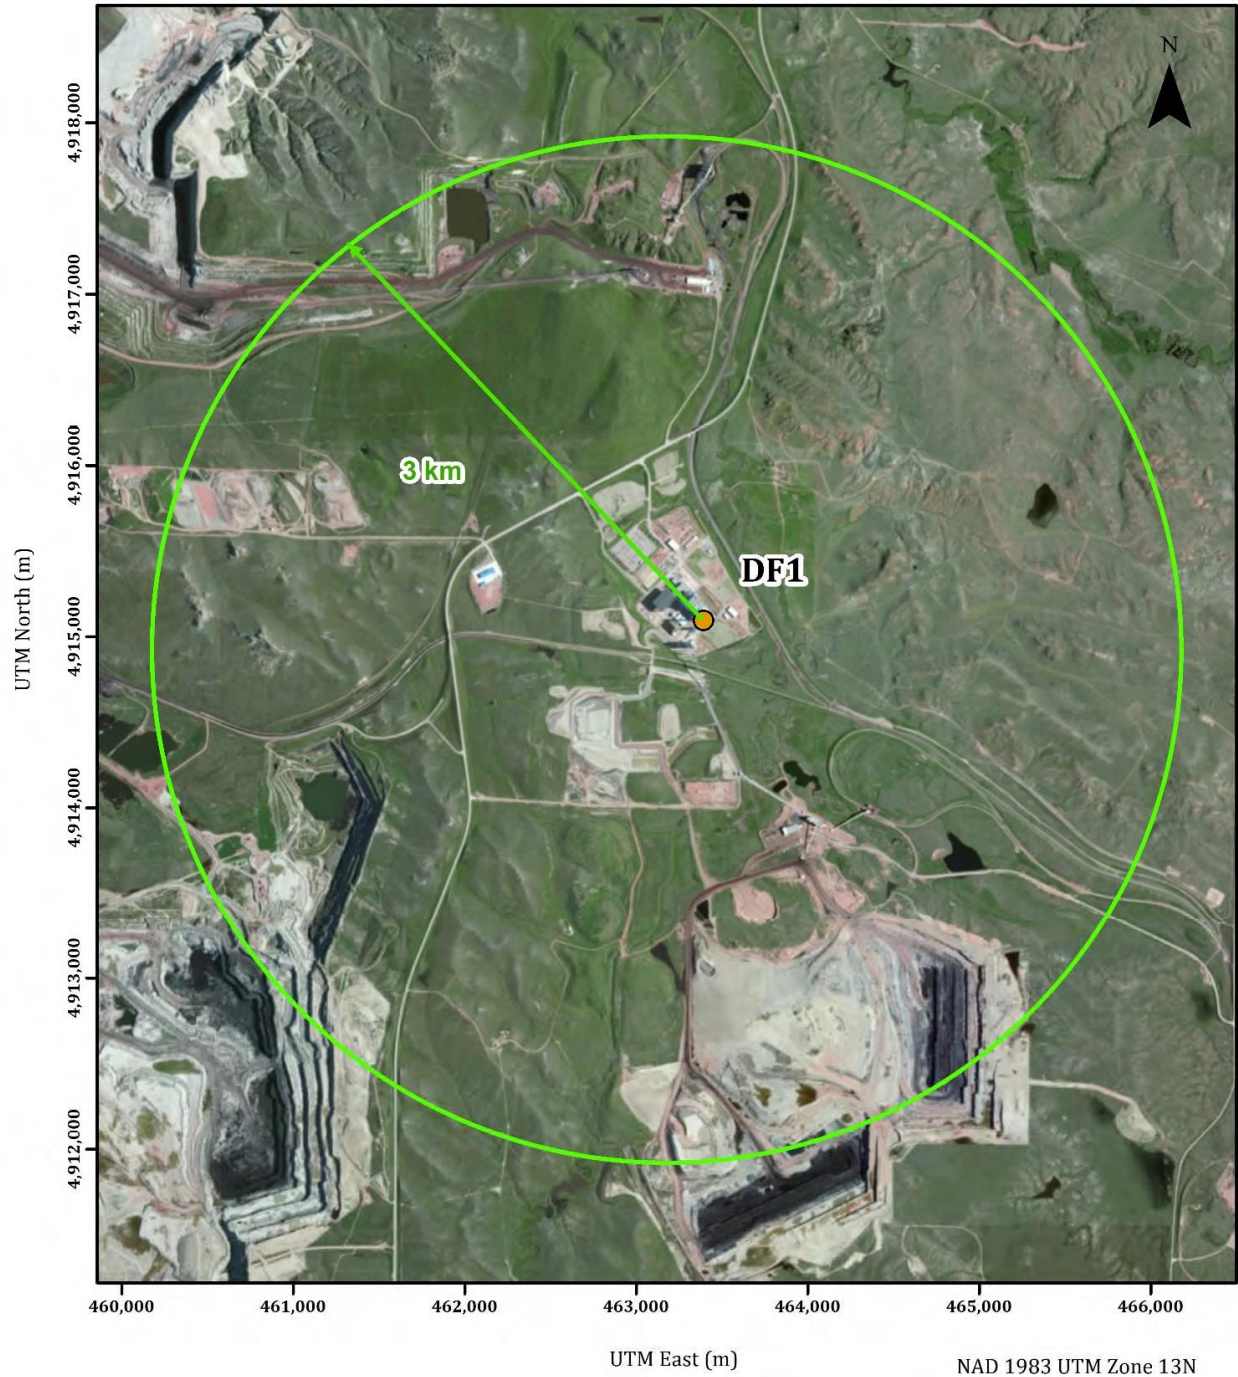 N
4,918,000
4,917,000
4,916,000
3 km
DF1
4,915,000
UTM North (m)
4,914,000
4,913,000
4,912,000
460,000 461,000 462,000 463,000 464,000 465,000 466,000
UTM East (m)
NAD 1983 UTM Zone 13N